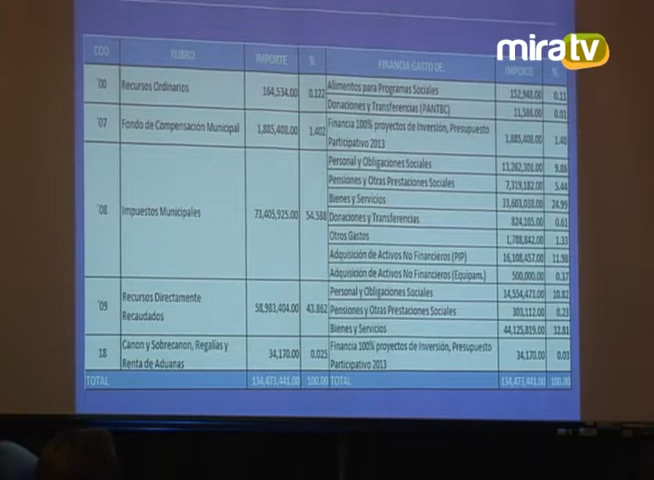 miratv
COD RUBRO IMPORTE % FINANCIA GASTO DE: IMPORTE %
'00 Recursos Ordinarios 164,534.00 0.122 Alimentos para Programas Sociales 152,948.00 0.11
Donaciones y Transferencias (PANTBC) 11,586.00 0.01
'07 Fondo de Compensación Municipal 1,885,408.00 1.402 Financia 100% proyectos de Inversión, Presupuesto
Participativo 2013 1,885,408.00 1.40
'08 Impuestos Municipales 73,405,925.00 54.588 Personal y Obligaciones Sociales 13,262,301.00 9.86
Pensiones y Otras Prestaciones Sociales 7,319,182.00 5.44
Bienes y Servicios 33,603,038.00 24.99
Donaciones y Transferencias 824,105.00 0.61
Otros Gastos 1,788,842.00 1.33
Adquisición de Activos No Financieros (PIP) 16,108,457.00 11.98
Adquisición de Activos No Financieros (Equipam.) 500,000.00 0.37
'09 Recursos Directamente
Recaudados 58,983,404.00 43.862 Personal y Obligaciones Sociales 14,554,473.00 10.82
Pensiones y Otras Prestaciones Sociales 303,112.00 0.23
Bienes y Servicios 44,125,819.00 32.81
18 Canon y Sobrecanon, Regalías y
Renta de Aduanas 34,170.00 0.025 Financia 100% proyectos de Inversión, Presupuesto
Participativo 2013 34,170.00 0.03
TOTAL 134,473,441.00 100.00 TOTAL 134,473,441.00 100.00